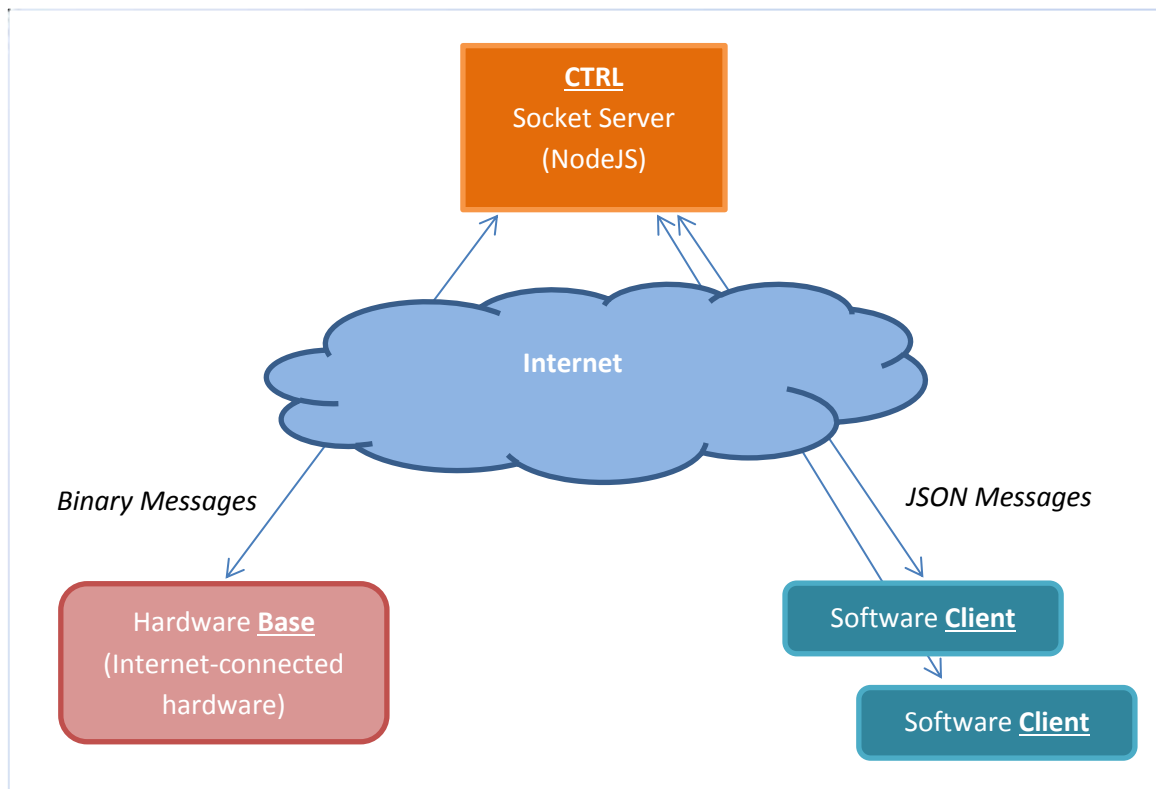 CTRL
Socket Server
(NodeJS)
Internet
Binary Messages
JSON Messages
Hardware Base
(Internet-connected
hardware)
Software Client
Software Client